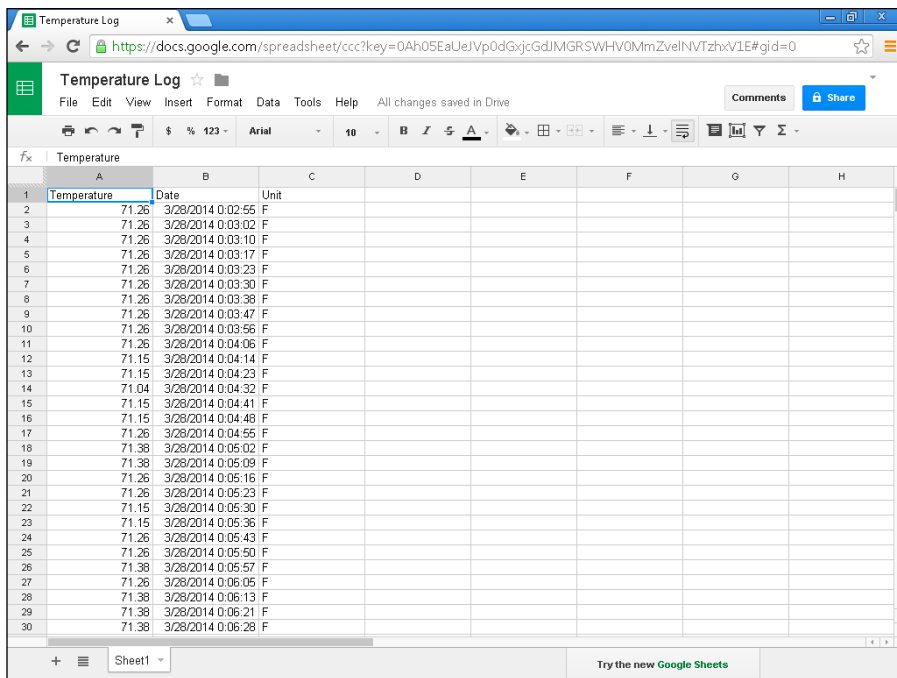 Temperature Log
https://docs.google.com/spreadsheet/ccc?key=0Ah05EaUeJVp0dGxjcGdJMGRSWHV0MmZvelNVTzhxV1E#gid=0
Temperature Log
File Edit View Insert Format Data Tools Help All changes saved in Drive Comments Share
$ % 123 Arial 10 B I S A Σ
fx Temperature
A B C D E F G H
1 Temperature Date Unit
2 71.26 3/28/2014 0:02:55 F
3 71.26 3/28/2014 0:03:02 F
4 71.26 3/28/2014 0:03:10 F
5 71.26 3/28/2014 0:03:17 F
6 71.26 3/28/2014 0:03:23 F
7 71.26 3/28/2014 0:03:30 F
8 71.26 3/28/2014 0:03:38 F
9 71.26 3/28/2014 0:03:47 F
10 71.26 3/28/2014 0:03:56 F
11 71.26 3/28/2014 0:04:06 F
12 71.15 3/28/2014 0:04:14 F
13 71.15 3/28/2014 0:04:23 F
14 71.04 3/28/2014 0:04:32 F
15 71.15 3/28/2014 0:04:41 F
16 71.15 3/28/2014 0:04:48 F
17 71.26 3/28/2014 0:04:55 F
18 71.38 3/28/2014 0:05:02 F
19 71.38 3/28/2014 0:05:09 F
20 71.26 3/28/2014 0:05:16 F
21 71.26 3/28/2014 0:05:23 F
22 71.15 3/28/2014 0:05:30 F
23 71.15 3/28/2014 0:05:36 F
24 71.26 3/28/2014 0:05:43 F
25 71.26 3/28/2014 0:05:50 F
26 71.38 3/28/2014 0:05:57 F
27 71.26 3/28/2014 0:06:05 F
28 71.38 3/28/2014 0:06:13 F
29 71.38 3/28/2014 0:06:21 F
30 71.38 3/28/2014 0:06:28 F
Sheet1 Try the new Google Sheets